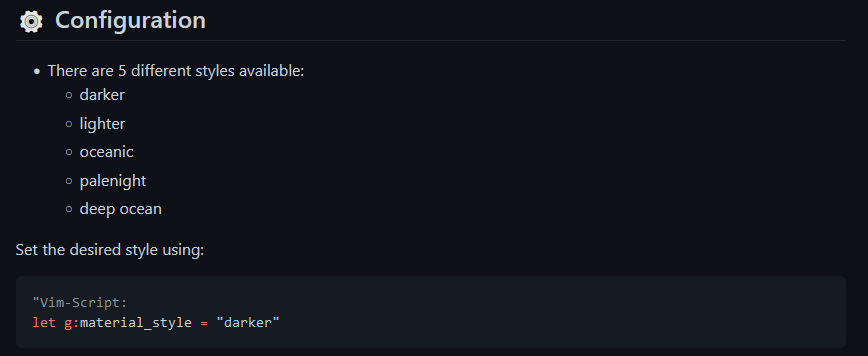 Configuration
There are 5 different styles available:
darker
lighter
oceanic
palenight
deep ocean
Set the desired style using:
"Vim-Script:
let g:material_style = "darker"